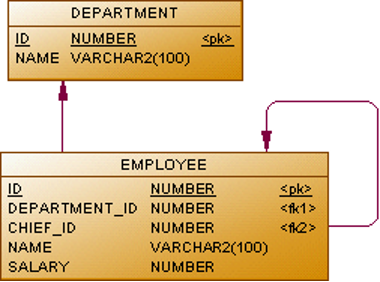 DEPARTMENT
ID NUMBER <pk>
NAME VARCHAR2(100)
EMPLOYEE
ID NUMBER <pk>
DEPARTMENT_ID NUMBER <fk1>
CHIEF_ID NUMBER <fk2>
NAME VARCHAR2(100)
SALARY NUMBER